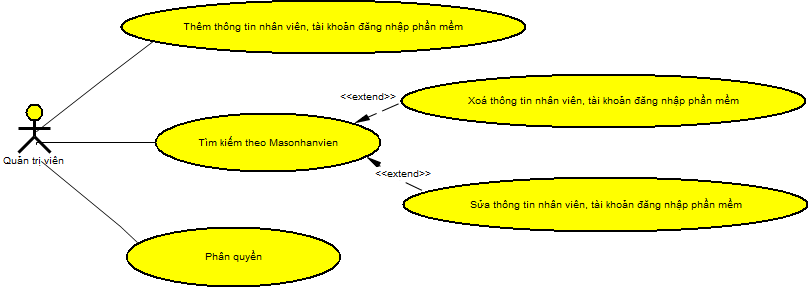 Thêm thông tin nhân viên, tài khoản đăng nhập phần mềm
<<extend>>
Xoá thông tin nhân viên, tài khoản đăng nhập phần mềm
Tìm kiếm theo Masonhanvien
Quản trị viên
<<extend>>
Sửa thông tin nhân viên, tài khoản đăng nhập phần mềm
Phân quyền